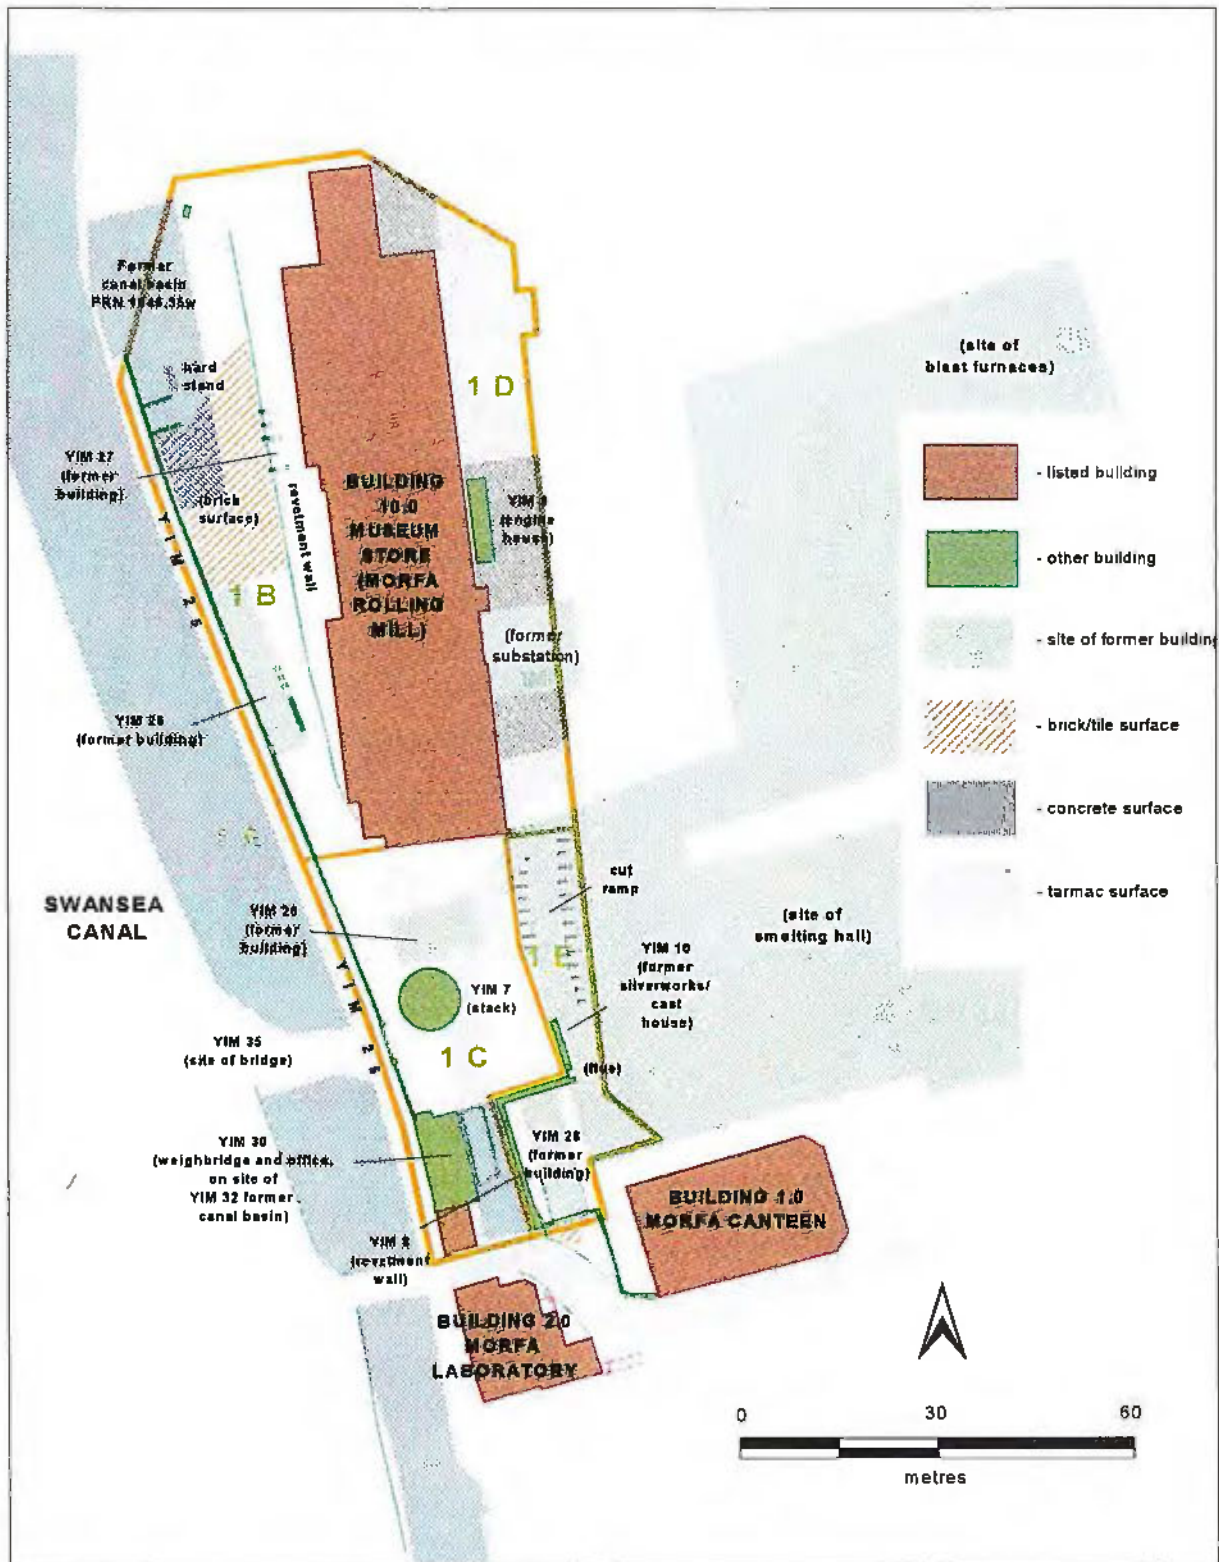 Former
canal basin
hard
stand
YIM 27
(former
building)
(brick
surface)
revetment wall
YIM 25
1 B
BUILDING
10.0
MUSEUM
STORE
(MORFA
ROLLING
MILL)
1 D
(engine
house)
(former
substation)
(site of
blast furnaces)
- listed building
- other building
- site of former building
- brick/tile surface
- concrete surface
- tarmac surface
(former building)
SWANSEA
CANAL
cut
ramp
1 E
(site of
smelting hall)
(former
building)
YIM 7
(stack)
YIM 10
(former
silverworks/
cast
house)
YIM 25
YIM 35
(site of bridge)
1 C
(flue)
YIM 30
(weighbridge and office,
on site of
YIM 32 former
canal basin)
YIM 28
(former
building)
(revetment
wall)
BUILDING 1.0
MORFA CANTEEN
BUILDING 2.0
MORFA
LABORATORY
0 30 60
metres